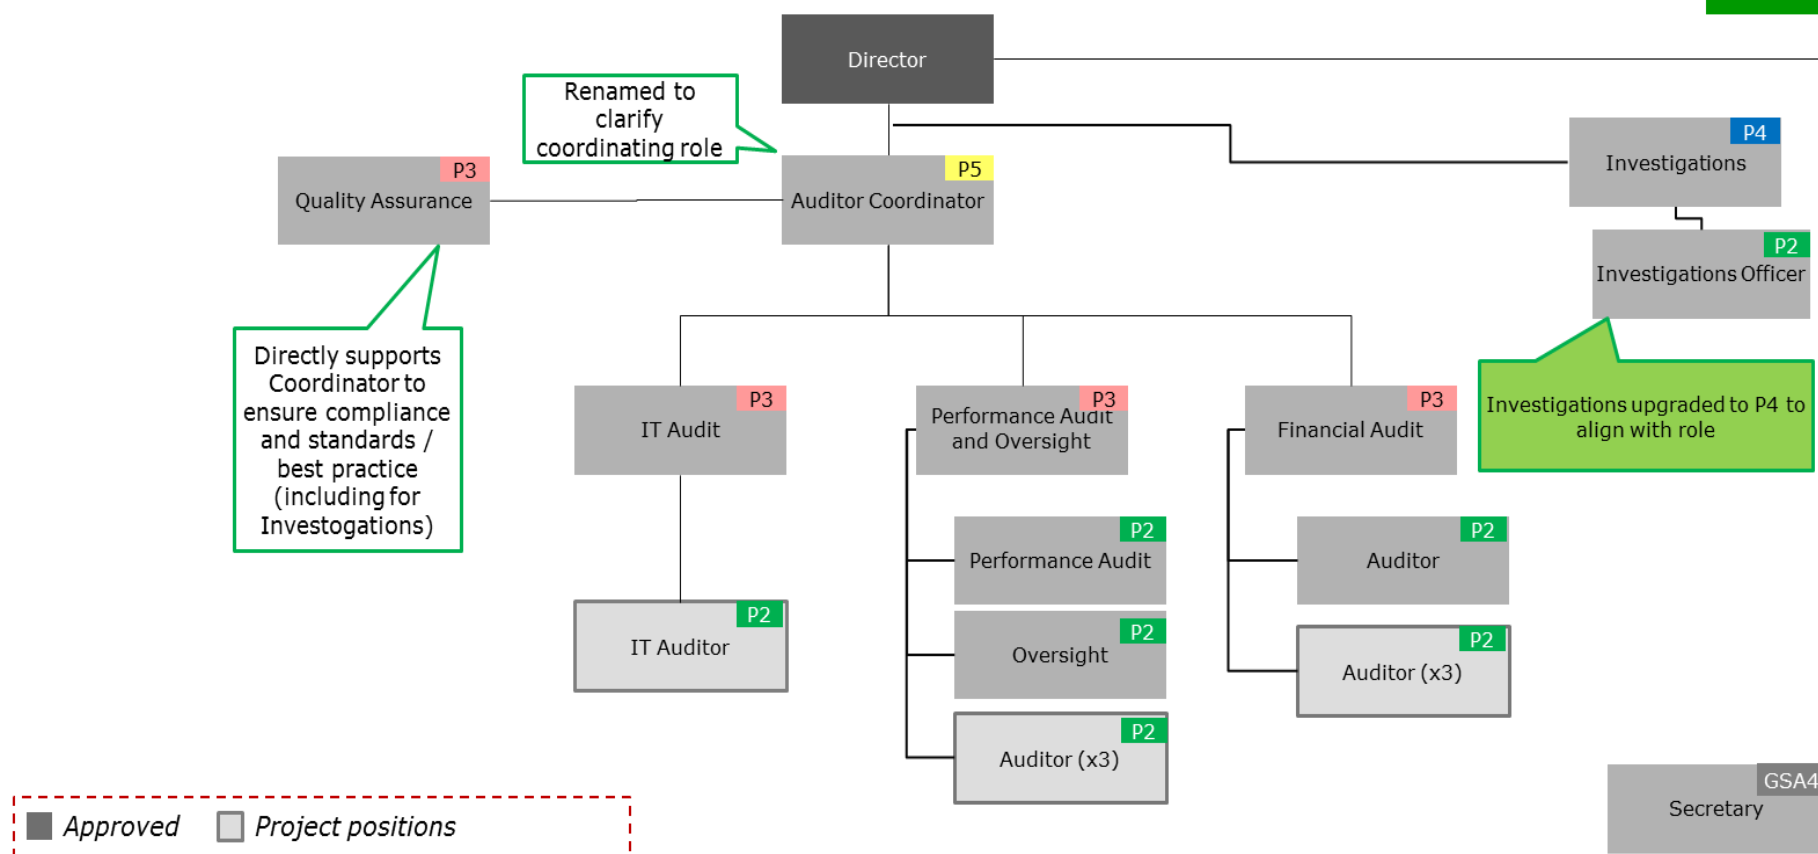 Director
Renamed to
clarify
coordinating role
P4
Investigations
P3
Quality Assurance
P5
Auditor Coordinator
P2
Investigations Officer
Directly supports
Coordinator to
ensure compliance
and standards /
best practice
(including for
Investogations)
Investigations upgraded to P4 to
align with role
P3
IT Audit
P3
Performance Audit
and Oversight
P3
Financial Audit
P2
Performance Audit
P2
Auditor
P2
IT Auditor
P2
Oversight
P2
Auditor (x3)
P2
Auditor (x3)
GSA4
Secretary
Approved
Project positions